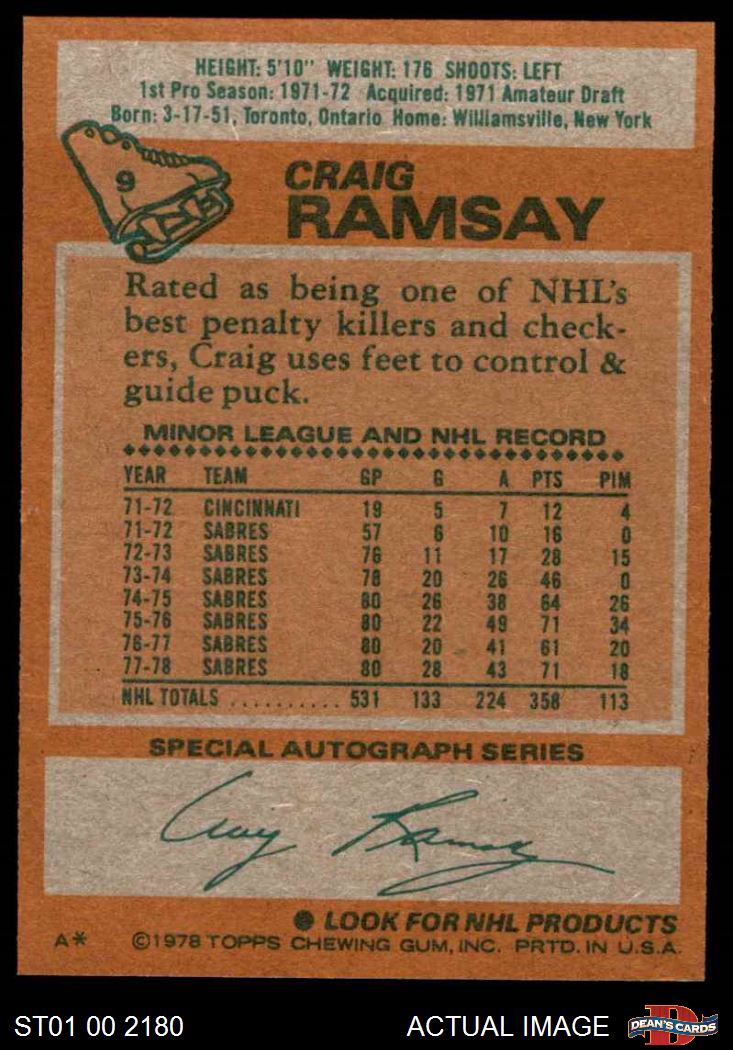 HEIGHT: 5'10" WEIGHT: 176 SHOOTS: LEFT
1st Pro Season: 1971-72 Acquired: 1971 Amateur Draft
Born: 3-17-51, Toronto, Ontario Home: Williamsville, New York
9
CRAIG
RAMSAY
Rated as being one of NHL's
best penalty killers and check-
ers, Craig uses feet to control &
guide puck.
MINOR LEAGUE AND NHL RECORD
YEAR TEAM GP G A PTS PIM
71-72 CINCINNATI 19 5 7 12 4
71-72 SABRES 57 6 10 16 0
72-73 SABRES 76 11 17 28 15
73-74 SABRES 78 20 26 46 0
74-75 SABRES 80 26 38 64 26
75-76 SABRES 80 22 49 71 34
76-77 SABRES 80 20 41 61 20
77-78 SABRES 80 28 43 71 18
NHL TOTALS .......... 531 133 224 358 113
SPECIAL AUTOGRAPH SERIES
Craig Ramsay
● LOOK FOR NHL PRODUCTS
A* ©1978 TOPPS CHEWING GUM, INC. PRTD. IN U.S.A.
ST01 00 2180 ACTUAL IMAGE D DEAN'S CARDS